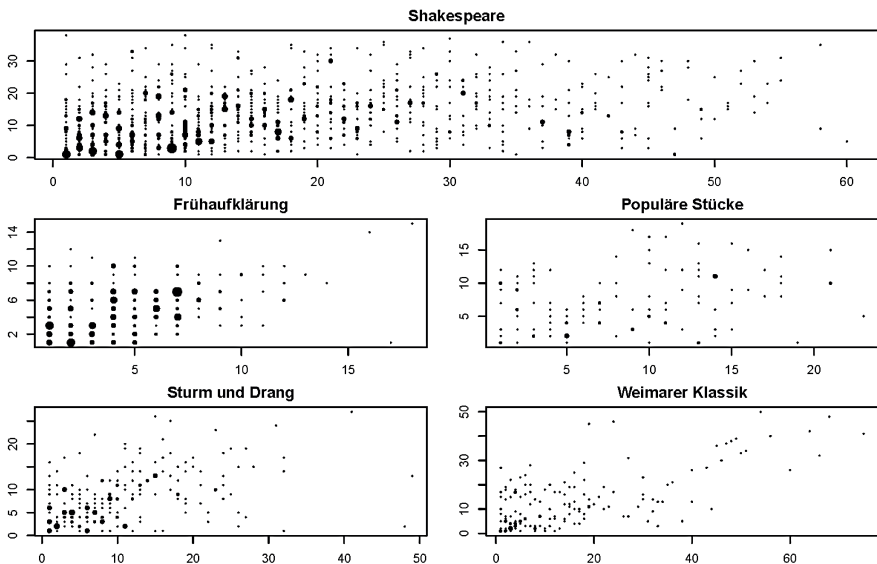 Shakespeare
0 10 20 30
0 10 20 30 40 50 60
Frühaufklärung
2 6 10 14
5 10 15
Populäre Stücke
5 10 15
5 10 15 20
Sturm und Drang
0 5 10 20
0 10 20 30 40 50
Weimarer Klassik
0 10 30 50
0 20 40 60